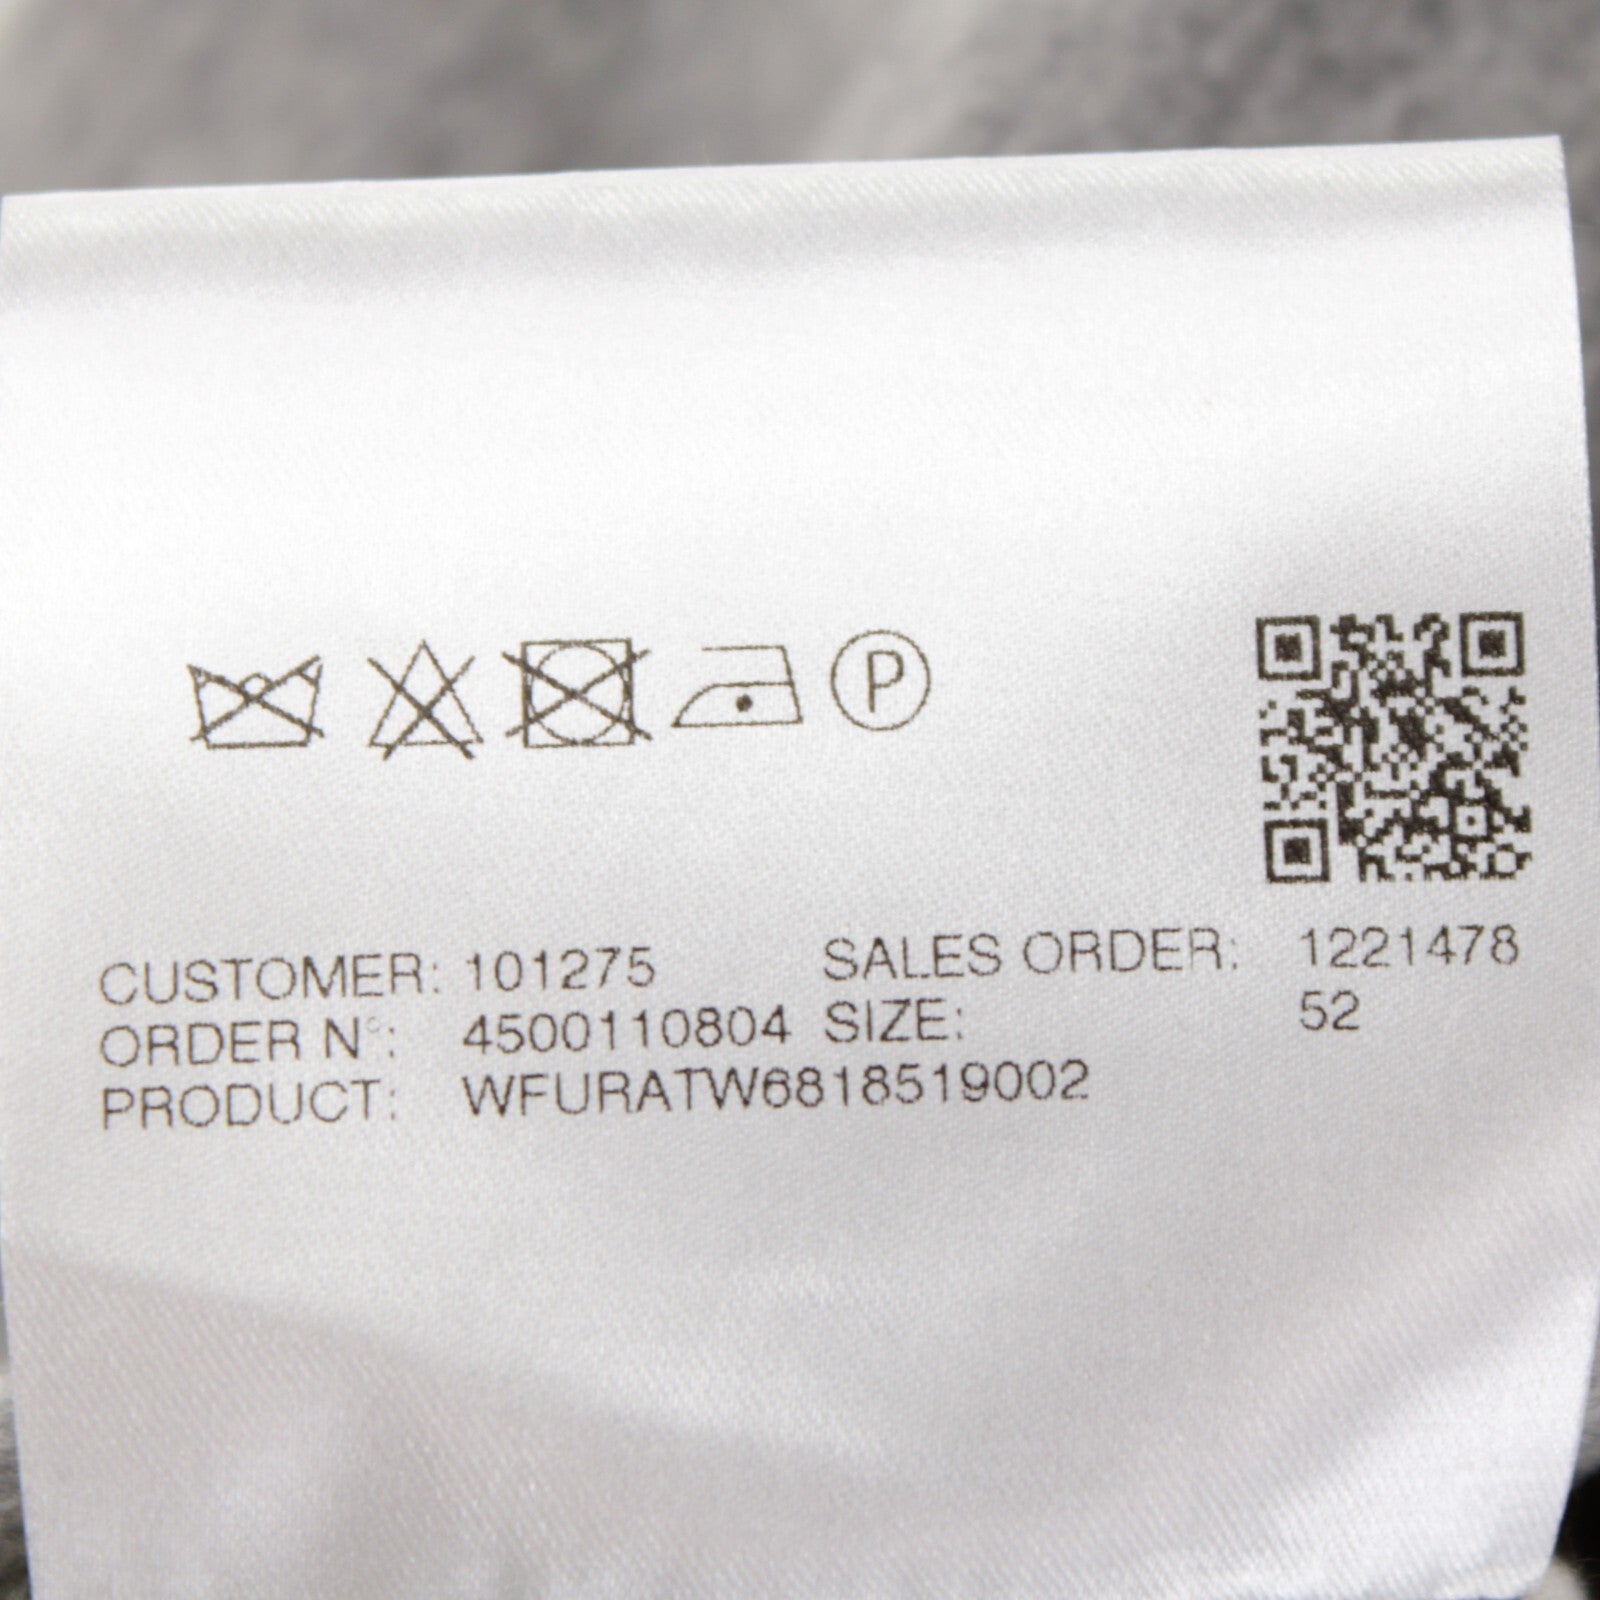 P
CUSTOMER: 101275 SALES ORDER: 1221478
ORDER N°: 4500110804 SIZE: 52
PRODUCT: WFURATW6818519002